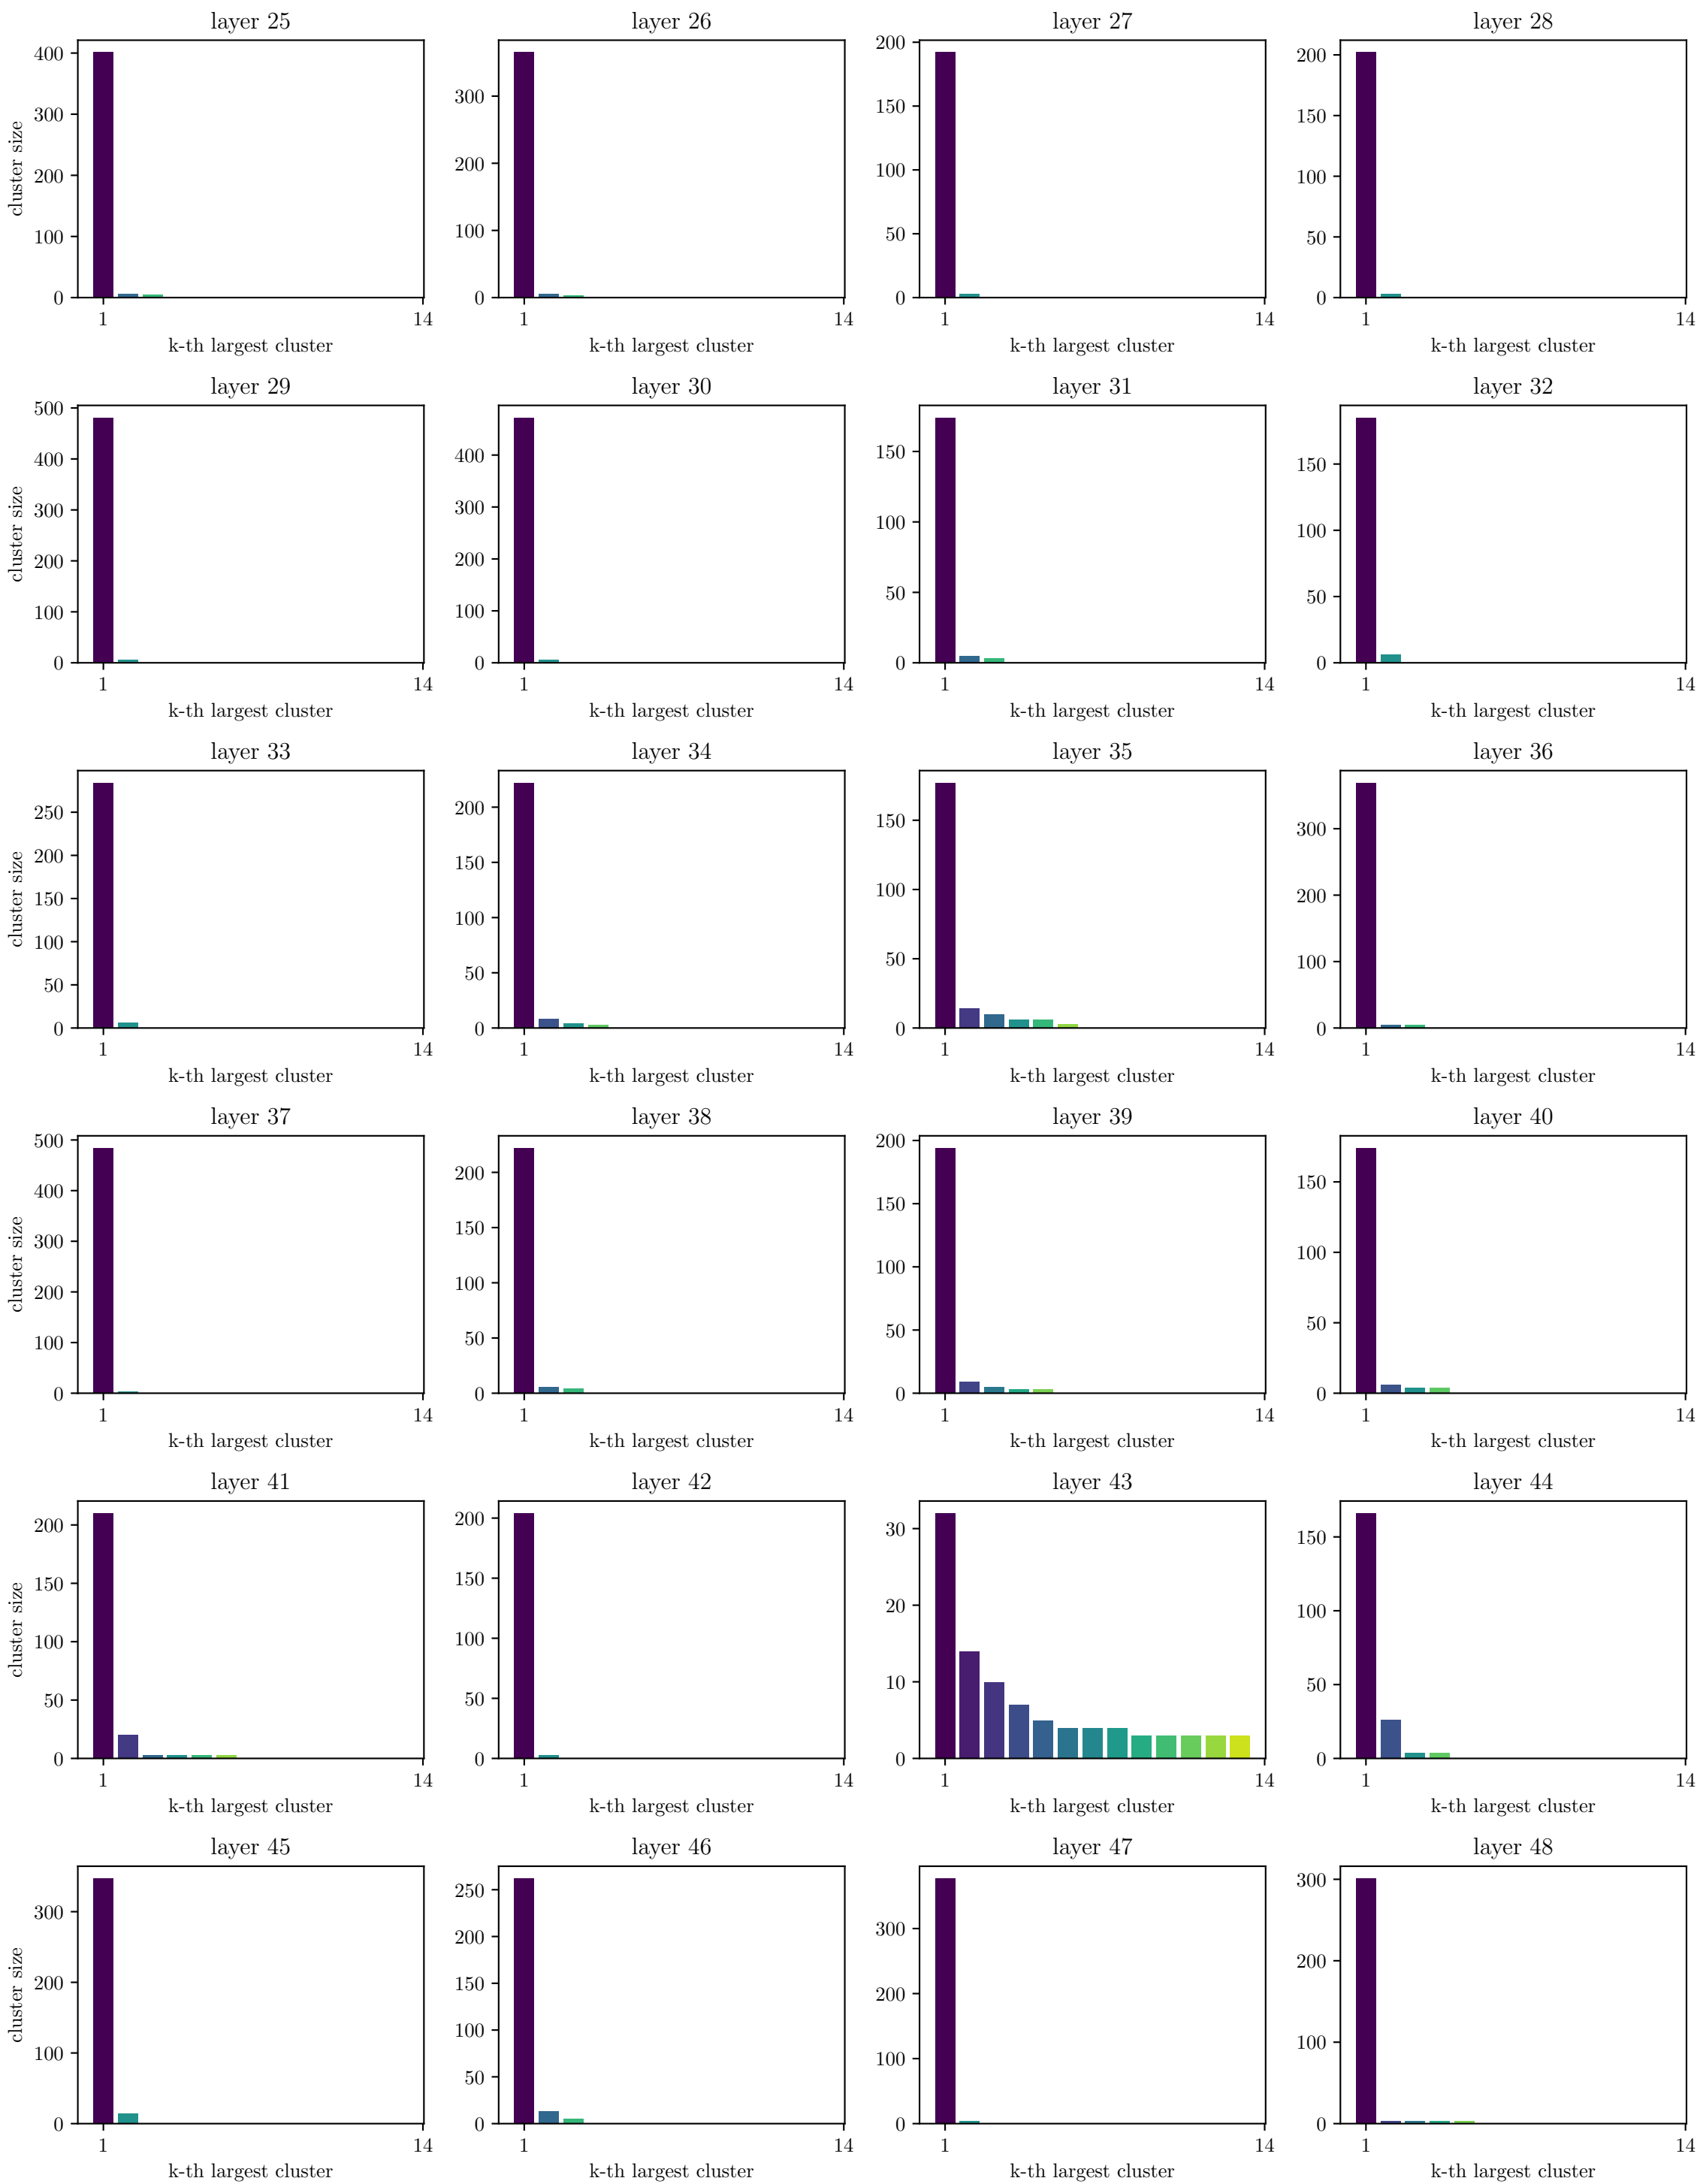 layer 25
400
300
200
100
0
cluster size
1 14
k-th largest cluster
layer 26
300
200
100
0
1 14
k-th largest cluster
layer 27
200
150
100
50
0
1 14
k-th largest cluster
layer 28
200
150
100
50
0
1 14
k-th largest cluster
layer 29
500
400
300
200
100
0
cluster size
1 14
k-th largest cluster
layer 30
400
300
200
100
0
1 14
k-th largest cluster
layer 31
150
100
50
0
1 14
k-th largest cluster
layer 32
150
100
50
0
1 14
k-th largest cluster
layer 33
250
200
150
100
50
0
cluster size
1 14
k-th largest cluster
layer 34
200
150
100
50
0
1 14
k-th largest cluster
layer 35
150
100
50
0
1 14
k-th largest cluster
layer 36
300
200
100
0
1 14
k-th largest cluster
layer 37
500
400
300
200
100
0
cluster size
1 14
k-th largest cluster
layer 38
200
150
100
50
0
1 14
k-th largest cluster
layer 39
200
150
100
50
0
1 14
k-th largest cluster
layer 40
150
100
50
0
1 14
k-th largest cluster
layer 41
200
150
100
50
0
cluster size
1 14
k-th largest cluster
layer 42
200
150
100
50
0
1 14
k-th largest cluster
layer 43
30
20
10
0
1 14
k-th largest cluster
layer 44
150
100
50
0
1 14
k-th largest cluster
layer 45
300
200
100
0
cluster size
1 14
k-th largest cluster
layer 46
250
200
150
100
50
0
1 14
k-th largest cluster
layer 47
300
200
100
0
1 14
k-th largest cluster
layer 48
300
200
100
0
1 14
k-th largest cluster